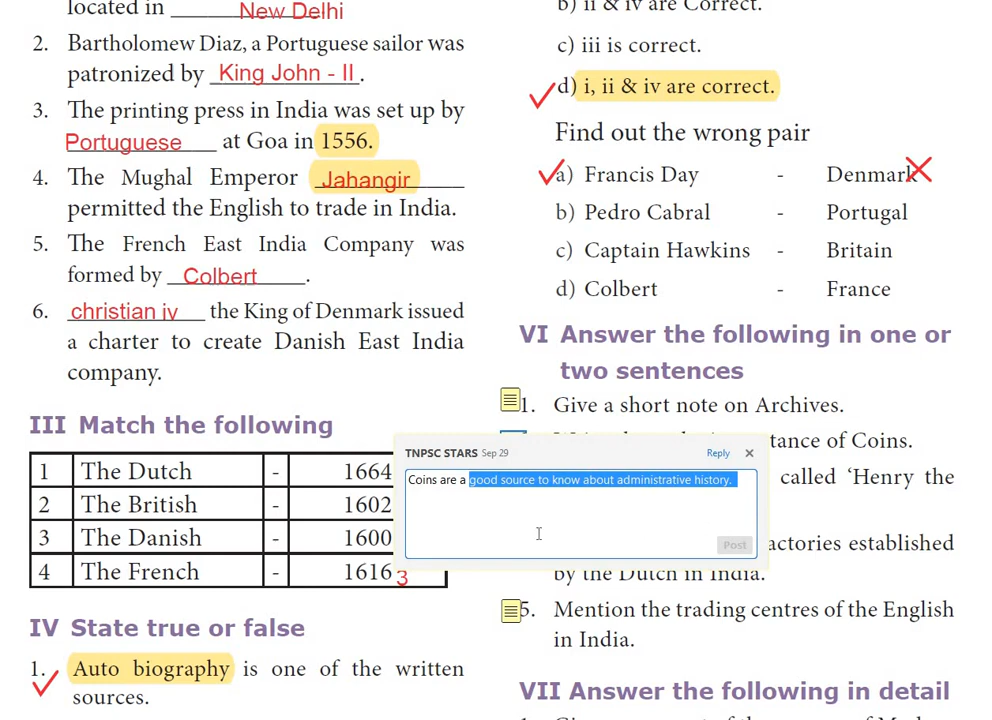 located in New Delhi
2. Bartholomew Diaz, a Portuguese sailor was
patronized by King John - II.
3. The printing press in India was set up by
Portuguese at Goa in 1556.
4. The Mughal Emperor Jahangir
permitted the English to trade in India.
5. The French East India Company was
formed by Colbert.
6. christian iv the King of Denmark issued
a charter to create Danish East India
company.
III Match the following
1 The Dutch - 1664
2 The British - 1602
3 The Danish - 1600
4 The French - 1616 3
IV State true or false
1. Auto biography is one of the written
sources.
b) ii & iv are Correct.
c) iii is correct.
d) i, ii & iv are correct.
Find out the wrong pair
a) Francis Day - Denmark
b) Pedro Cabral - Portugal
c) Captain Hawkins - Britain
d) Colbert - France
VI Answer the following in one or
two sentences
1. Give a short note on Archives.
tance of Coins.
TNPSC STARS Sep 29 Reply
Coins are a good source to know about administrative history.
Post
called ‘Henry the
actories established
by the Dutch in India.
5. Mention the trading centres of the English
in India.
VII Answer the following in detail